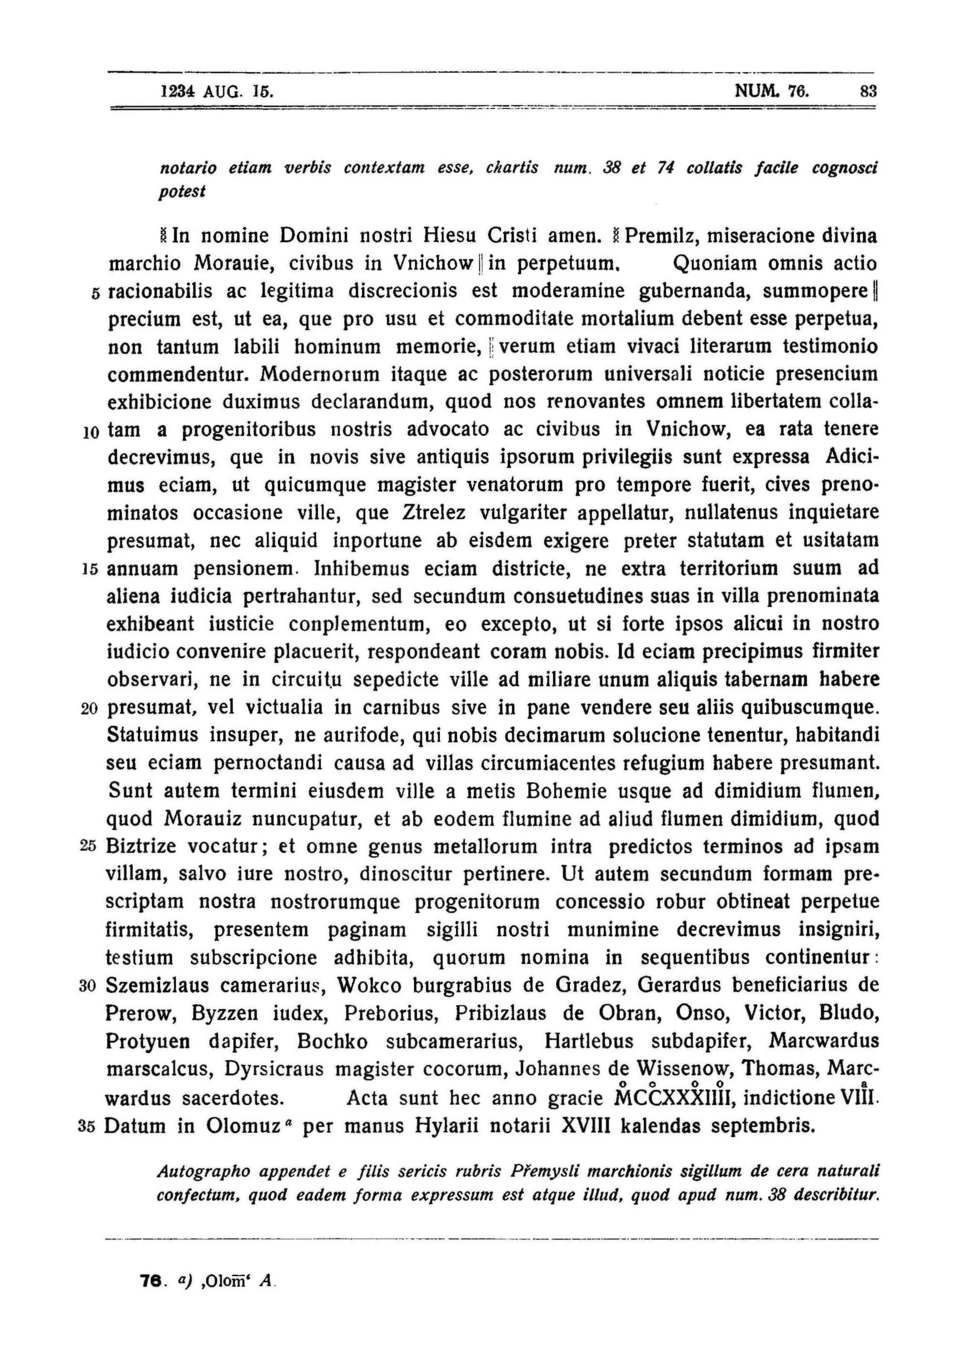 1234 AUG. 15. NUM. 76. 83
notario etiam verbis contextam esse, chartis num. 38 et 74 collatis facile cognosci
potest
⁞ In nomine Domini nostri Hiesu Cristi amen. ⁞ Premilz, miseracione divina
marchio Morauie, civibus in Vnichow || in perpetuum. Quoniam omnis actio
5 racionabilis ac legitima discrecionis est moderamine gubernanda, summopere ||
precium est, ut ea, que pro usu et commoditate mortalium debent esse perpetua,
non tantum labili hominum memorie, || verum etiam vivaci literarum testimonio
commendentur. Modernorum itaque ac posterorum universali noticie presencium
exhibicione duximus declarandum, quod nos renovantes omnem libertatem colla-
10 tam a progenitoribus nostris advocato ac civibus in Vnichow, ea rata tenere
decrevimus, que in novis sive antiquis ipsorum privilegiis sunt expressa Adici-
mus eciam, ut quicumque magister venatorum pro tempore fuerit, cives preno-
minatos occasione ville, que Ztrelez vulgariter appellatur, nullatenus inquietare
presumat, nec aliquid inportune ab eisdem exigere preter statutam et usitatam
15 annuam pensionem. Inhibemus eciam districte, ne extra territorium suum ad
aliena iudicia pertrahantur, sed secundum consuetudines suas in villa prenominata
exhibeant iusticie conplementum, eo excepto, ut si forte ipsos alicui in nostro
iudicio convenire placuerit, respondeant coram nobis. Id eciam precipimus firmiter
observari, ne in circuitu sepedicte ville ad miliare unum aliquis tabernam habere
20 presumat, vel victualia in carnibus sive in pane vendere seu aliis quibuscumque.
Statuimus insuper, ne aurifode, qui nobis decimarum solucione tenentur, habitandi
seu eciam pernoctandi causa ad villas circumiacentes refugium habere presumant.
Sunt autem termini eiusdem ville a metis Bohemie usque ad dimidium flumen,
quod Morauiz nuncupatur, et ab eodem flumine ad aliud flumen dimidium, quod
25 Biztrize vocatur; et omne genus metallorum intra predictos terminos ad ipsam
villam, salvo iure nostro, dinoscitur pertinere. Ut autem secundum formam pre-
scriptam nostra nostrorumque progenitorum concessio robur obtineat perpetue
firmitatis, presentem paginam sigilli nostri munimine decrevimus insigniri,
testium subscripcione adhibita, quorum nomina in sequentibus continentur:
30 Szemizlaus camerarius, Wokco burgrabius de Gradez, Gerardus beneficiarius de
Prerow, Byzzen iudex, Preborius, Pribizlaus de Obran, Onso, Victor, Bludo,
Protyuen dapifer, Bochko subcamerarius, Hartlebus subdapifer, Marcwardus
marscalcus, Dyrsicraus magister cocorum, Johannes de Wissenow, Thomas, Marc-
wardus sacerdotes. Acta sunt hec anno gracie M̊CC̊XXX̊IIII̊, indictione VIIͣI.
35 Datum in Olomuz ᵃ per manus Hylarii notarii XVIII kalendas septembris.
Autographo appendet e filis sericis rubris Přemysli marchionis sigillum de cera naturali
confectum, quod eadem forma expressum est atque illud, quod apud num. 38 describitur.
76. a) ‚Olom̅‘ A.